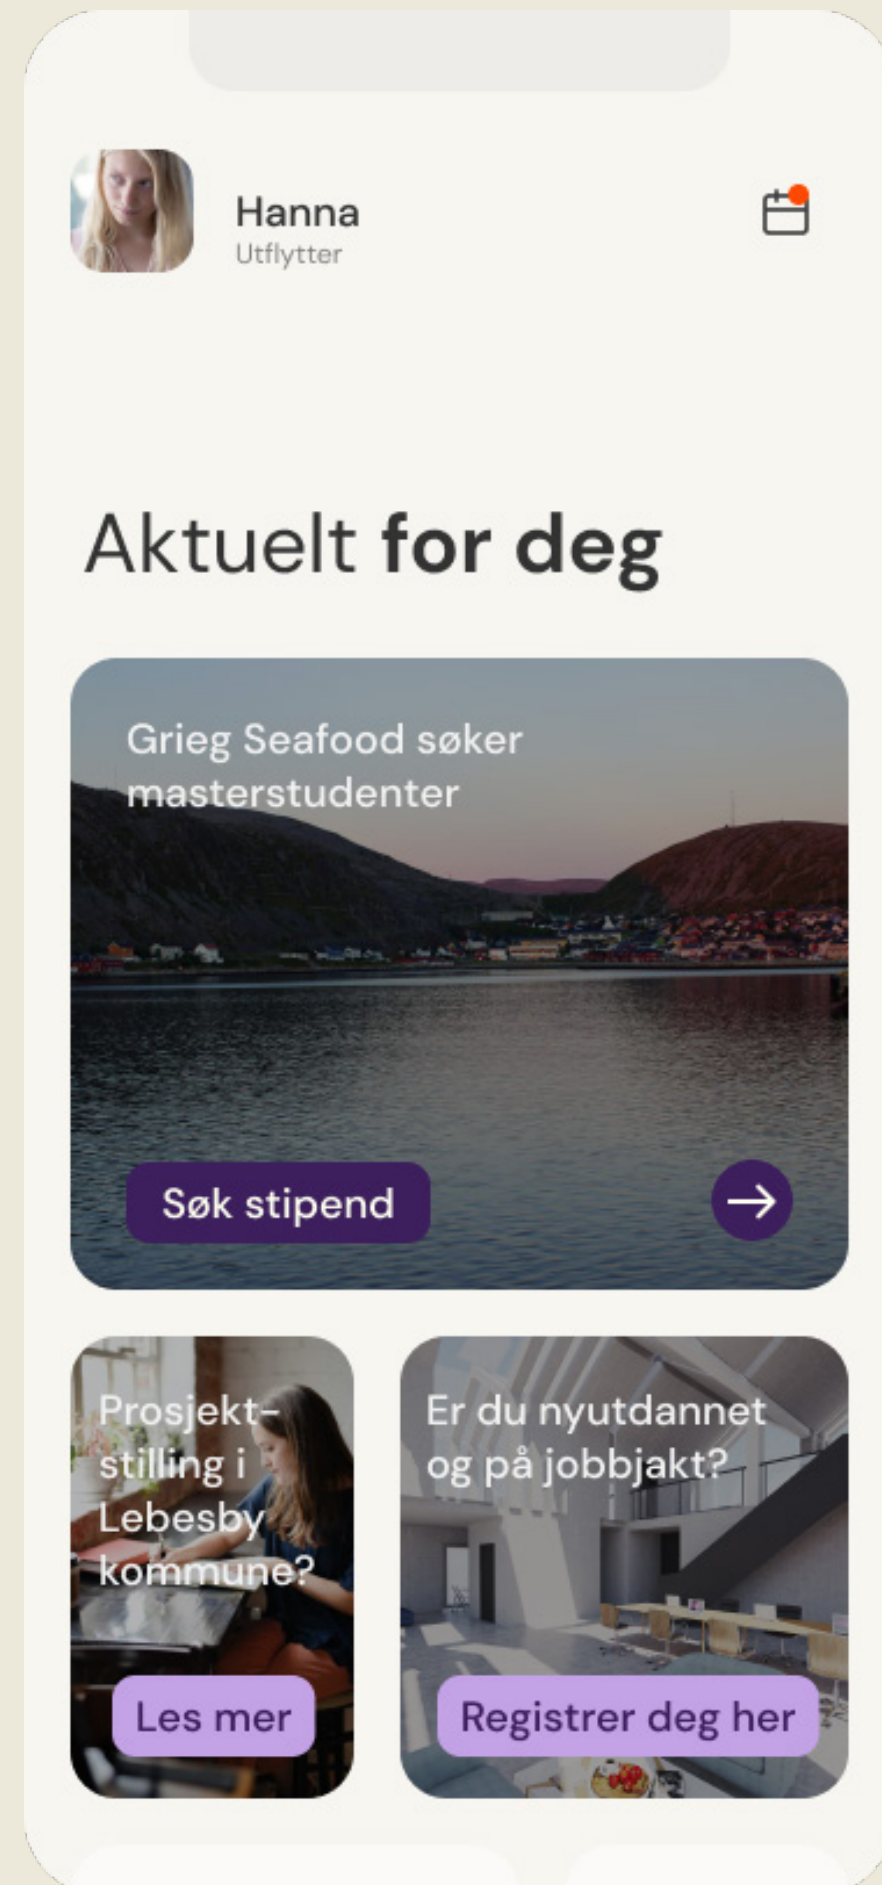 Hanna
Utflytter
Aktuelt for deg
Grieg Seafood søker
masterstudenter
Søk stipend
Prosjekt-
stilling i
Lebesby
kommune?
Les mer
Er du nyutdannet
og på jobbjakt?
Registrer deg her